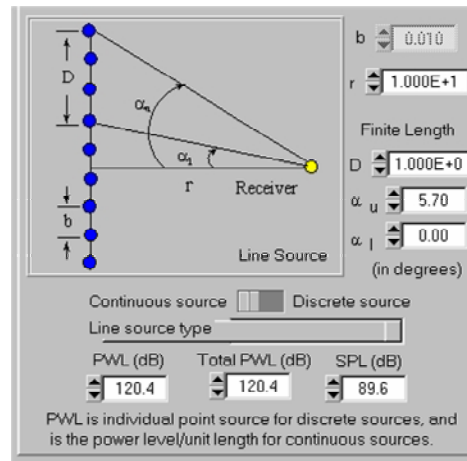 D
αu
α1
r
Receiver
b
Line Source
b 0.010
r 1.000E+1
Finite Length
D 1.000E+0
α u 5.70
α l 0.00
(in degrees)
Continuous source Discrete source
Line source type
PWL (dB) Total PWL (dB) SPL (dB)
120.4 120.4 89.6
PWL is individual point source for discrete sources, and
is the power level/unit length for continuous sources.